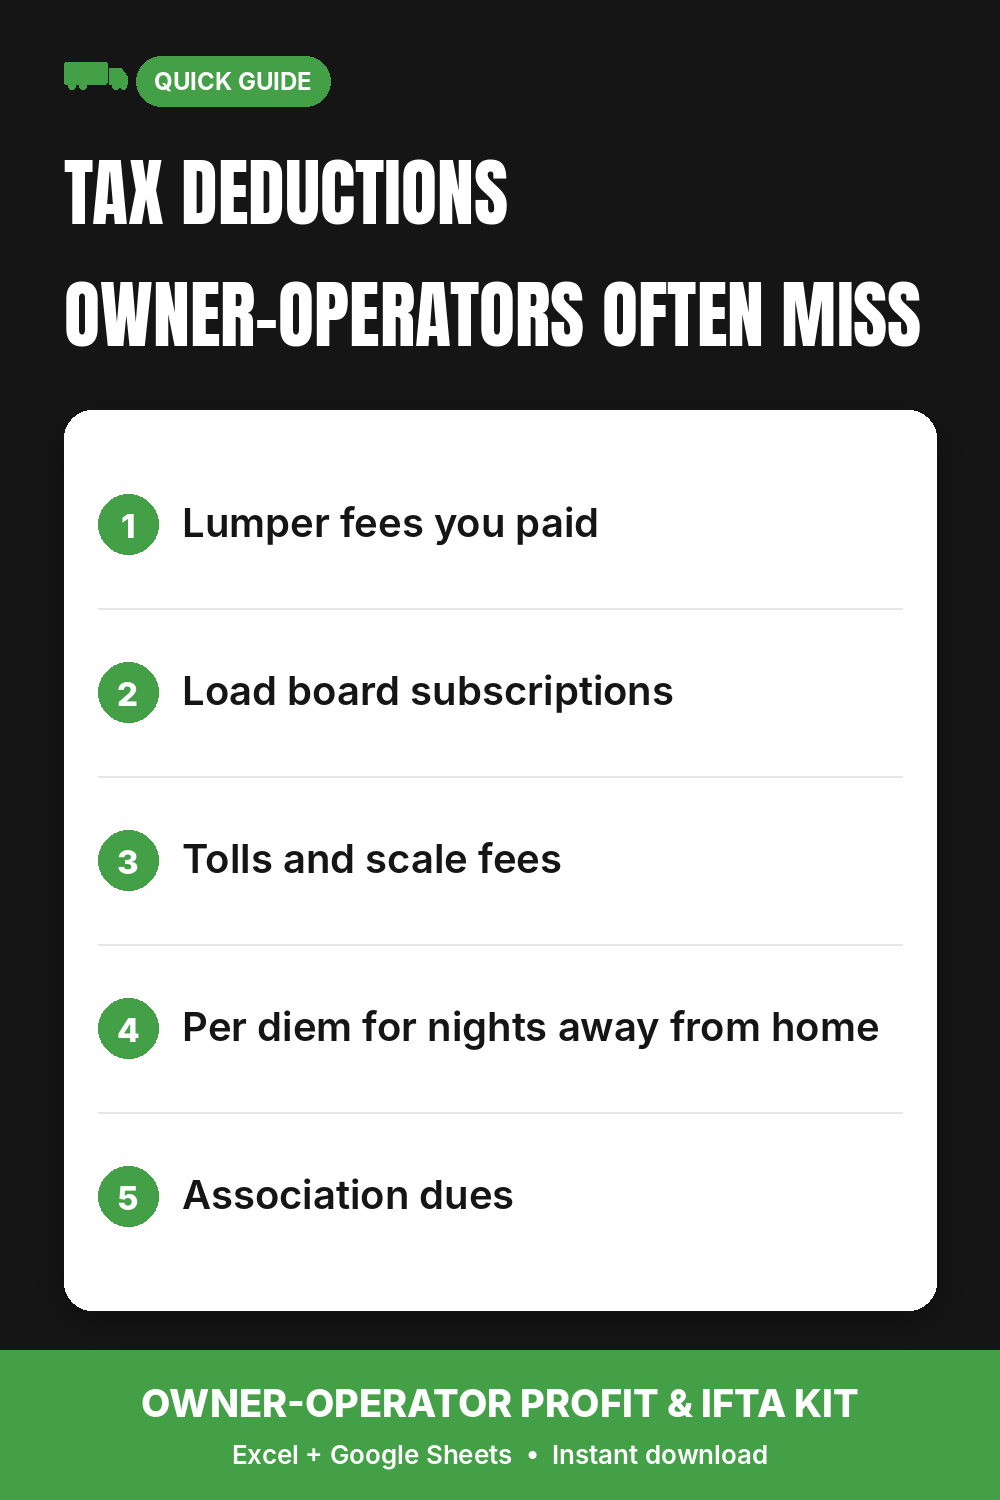 QUICK GUIDE
TAX DEDUCTIONS
OWNER-OPERATORS OFTEN MISS
1 Lumper fees you paid
2 Load board subscriptions
3 Tolls and scale fees
4 Per diem for nights away from home
5 Association dues
OWNER-OPERATOR PROFIT & IFTA KIT
Excel + Google Sheets • Instant download